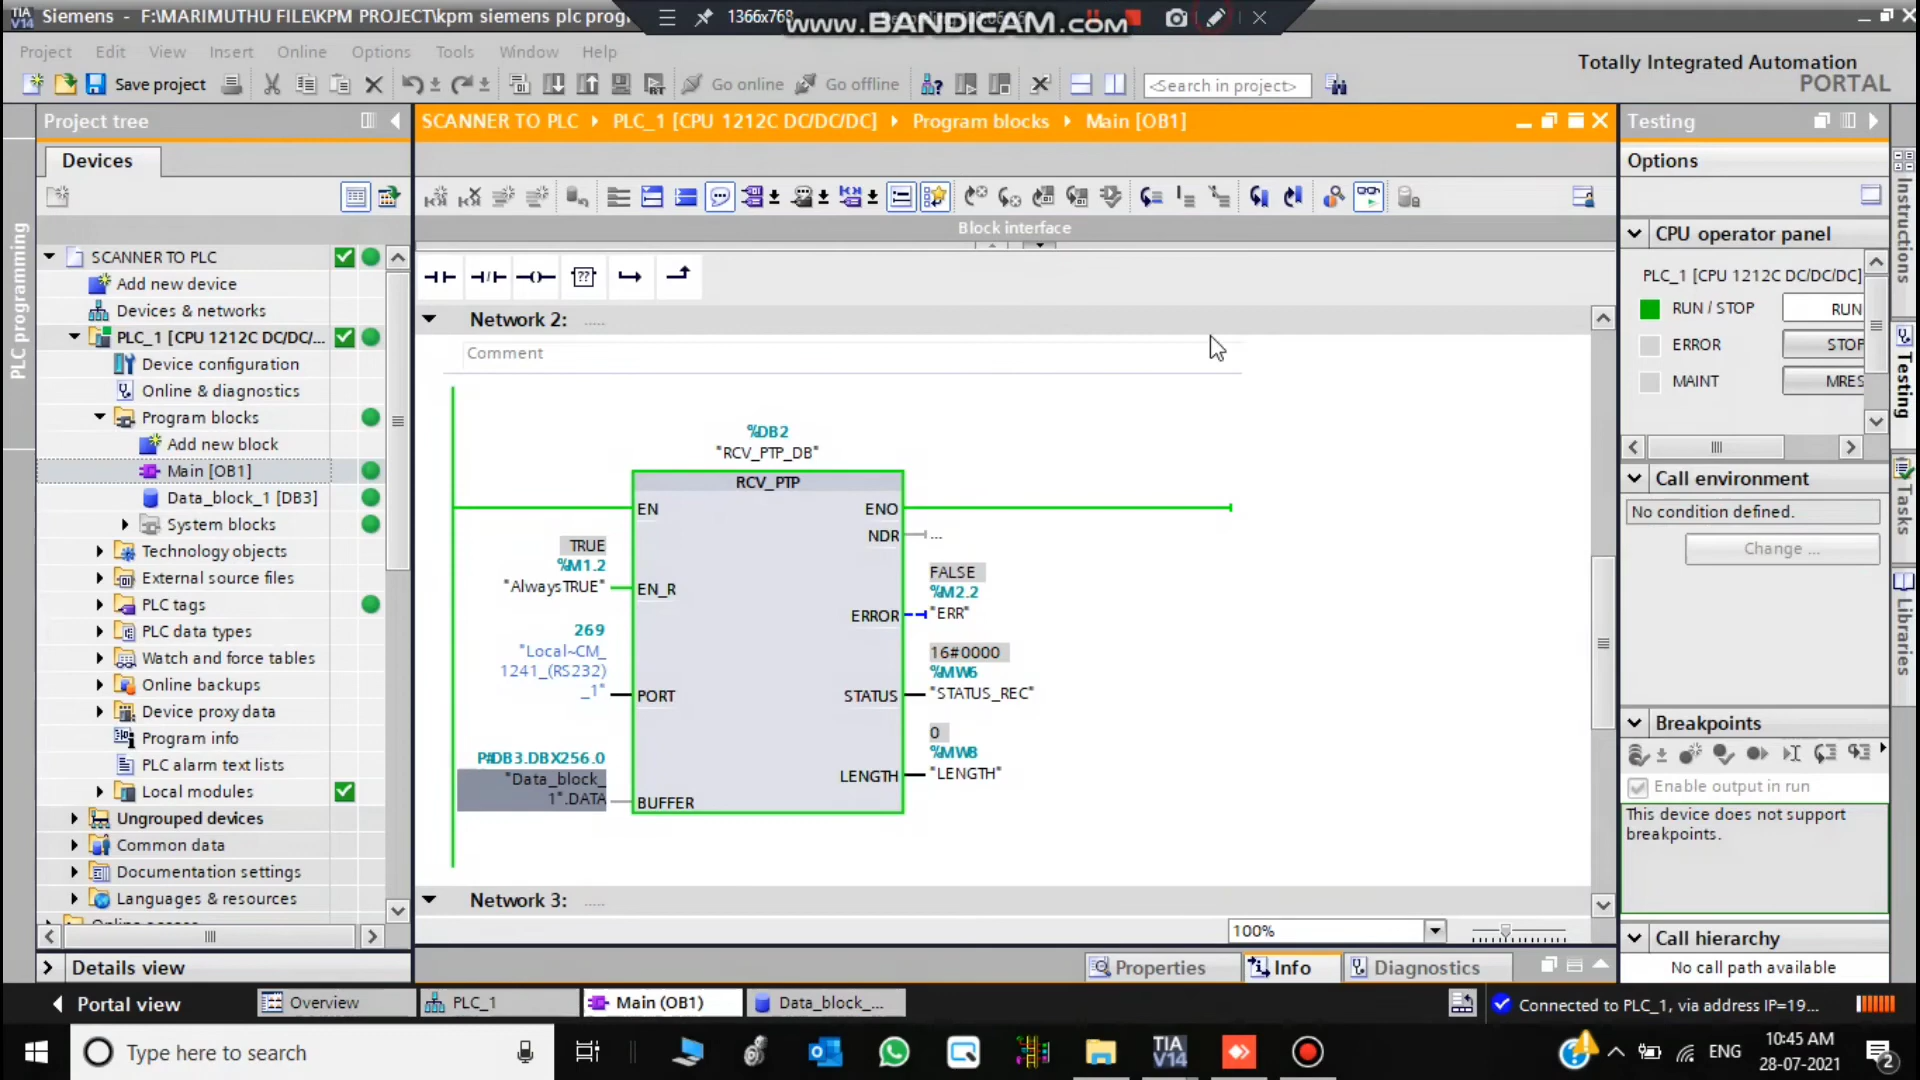 TIA
V14
Siemens - F:\MARIMUTHU FILE\KPM PROJECT\kpm siemens plc progr
1366x768
www.BANDICAM.com
Project Edit View Insert Online Options Tools Window Help
Totally Integrated Automation
PORTAL
Save project
Go online
Go offline
<Search in project>
Project tree
SCANNER TO PLC
PLC_1 [CPU 1212C DC/DC/DC]
Program blocks
Main [OB1]
Testing
Devices
Options
PLC programming
Block interface
CPU operator panel
PLC_1 [CPU 1212C DC/DC/DC]
RUN / STOP
RUN
ERROR
STOP
MAINT
MRES
SCANNER TO PLC
Add new device
Devices & networks
PLC_1 [CPU 1212C DC/DC/...
Device configuration
Online & diagnostics
Program blocks
Add new block
Main [OB1]
Data_block_1 [DB3]
System blocks
Technology objects
External source files
PLC tags
PLC data types
Watch and force tables
Online backups
Device proxy data
Program info
PLC alarm text lists
Local modules
Ungrouped devices
Common data
Documentation settings
Languages & resources
Details view
??
Network 2:
.....
Comment
%DB2
"RCV_PTP_DB"
RCV_PTP
EN
ENO
NDR
...
TRUE
%M1.2
"AlwaysTRUE"
EN_R
FALSE
%M2.2
"ERR"
ERROR
269
"Local~CM_
1241_(RS232)
_1"
PORT
16#0000
%MW6
"STATUS_REC"
STATUS
P#DB3.DBX256.0
"Data_block_
1".DATA
BUFFER
0
%MW8
"LENGTH"
LENGTH
Network 3:
.....
100%
Properties
Info
Diagnostics
Call environment
No condition defined.
Change ...
Breakpoints
Enable output in run
This device does not support
breakpoints.
Call hierarchy
No call path available
Instructions
Testing
Tasks
Libraries
Portal view
Overview
PLC_1
Main (OB1)
Data_block_...
Connected to PLC_1, via address IP=19...
Type here to search
TIA
V14
ENG
10:45 AM
28-07-2021
2